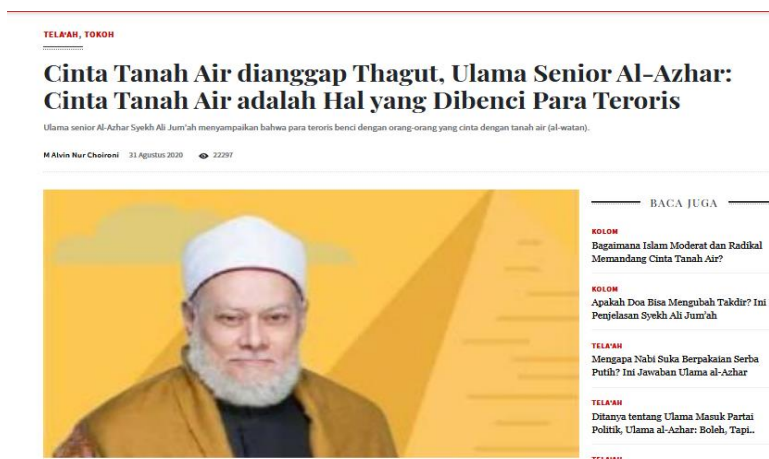 TELA'AH, TOKOH
Cinta Tanah Air dianggap Thagut, Ulama Senior Al-Azhar:
Cinta Tanah Air adalah Hal yang Dibenci Para Teroris
Ulama senior Al-Azhar Syekh Ali Jum'ah menyampaikan bahwa para teroris benci dengan orang-orang yang cinta dengan tanah air (al-watan).
M Alvin Nur Choironi 31 Agustus 2020 22297
BACA JUGA
KOLOM
Bagaimana Islam Moderat dan Radikal
Memandang Cinta Tanah Air?
KOLOM
Apakah Doa Bisa Mengubah Takdir? Ini
Penjelasan Syekh Ali Jum'ah
TELA'AH
Mengapa Nabi Suka Berpakaian Serba
Putih? Ini Jawaban Ulama al-Azhar
TELA'AH
Ditanya tentang Ulama Masuk Partai
Politik, Ulama al-Azhar: Boleh, Tapi..
TELA'AH